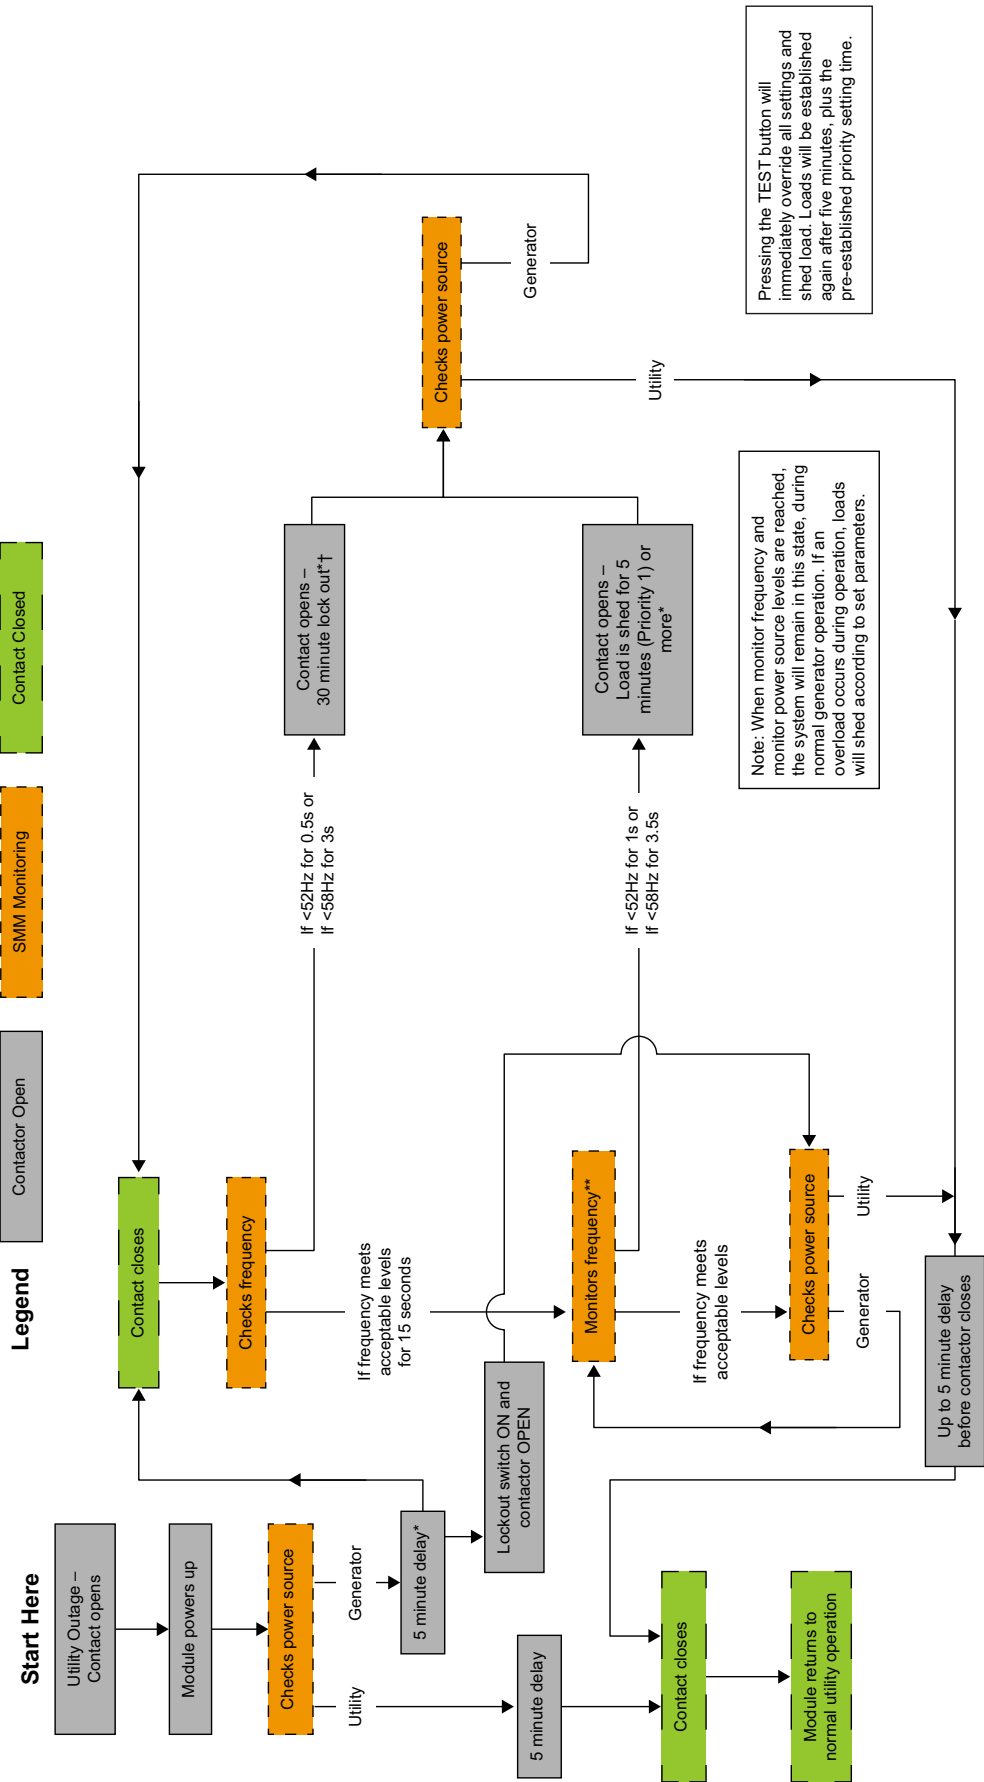 Start Here
Legend
Contactor Open
SMM Monitoring
Contact Closed
Utility Outage –
Contact opens
Module powers up
Checks power source
Utility
Generator
5 minute delay
5 minute delay*
Lockout switch ON and
contactor OPEN
Contact closes
Module returns to
normal utility operation
Contact closes
Checks frequency
If frequency meets
acceptable levels
for 15 seconds
If <52Hz for 0.5s or
If <58Hz for 3s
Contact opens –
30 minute lock out*†
Monitors frequency**
If frequency meets
acceptable levels
If <52Hz for 1s or
If <58Hz for 3.5s
Contact opens –
Load is shed for 5
minutes (Priority 1) or
more*
Checks power source
Generator
Utility
Up to 5 minute delay
before contactor closes
Checks power source
Utility
Generator
Note: When monitor frequency and
monitor power source levels are reached,
the system will remain in this state, during
normal generator operation. If an
overload occurs during operation, loads
will shed according to set parameters.
Pressing the TEST button will
immediately override all settings and
shed load. Loads will be established
again after five minutes, plus the
pre-established priority setting time.